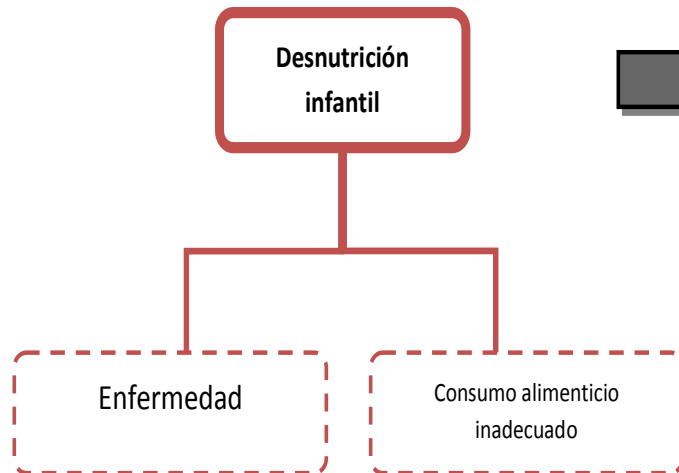 Desnutrición
infantil
Enfermedad
Consumo alimenticio
inadecuado